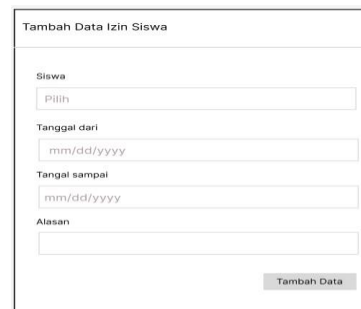 Tambah Data Izin Siswa
Siswa
Pilih
Tanggal dari
mm/dd/yyyy
Tangal sampai
mm/dd/yyyy
Alasan
Tambah Data